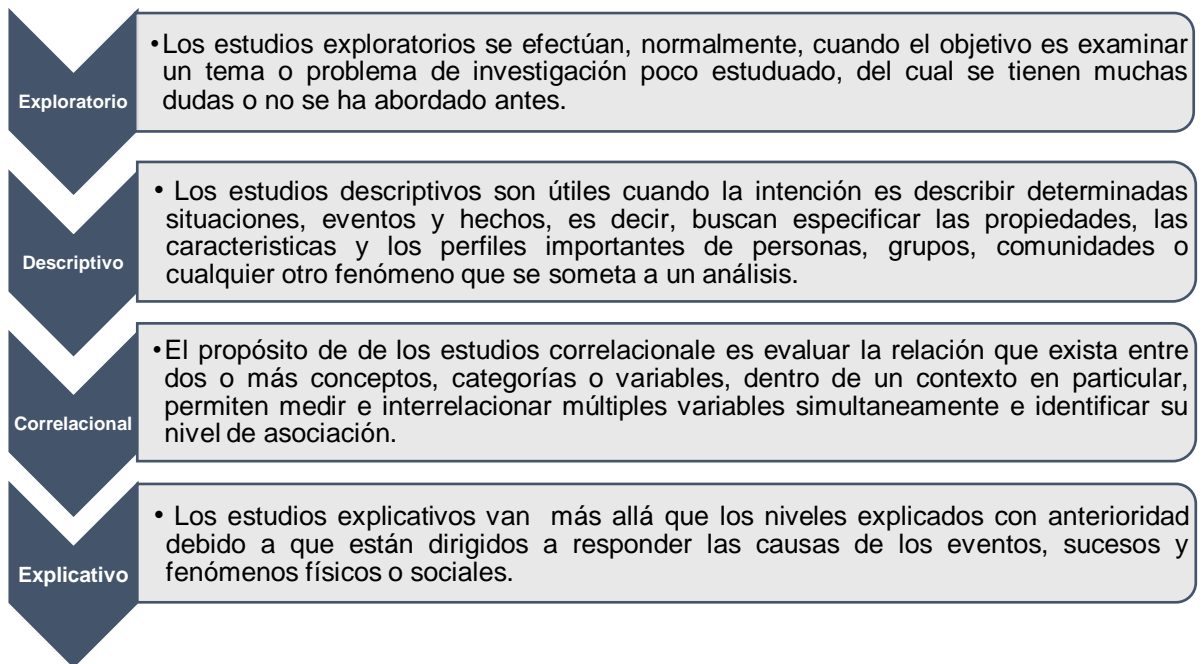 Exploratorio
•Los estudios exploratorios se efectúan, normalmente, cuando el objetivo es examinar
un tema o problema de investigación poco estuduado, del cual se tienen muchas
dudas o no se ha abordado antes.
Descriptivo
• Los estudios descriptivos son útiles cuando la intención es describir determinadas
situaciones, eventos y hechos, es decir, buscan especificar las propiedades, las
caracteristicas y los perfiles importantes de personas, grupos, comunidades o
cualquier otro fenómeno que se someta a un análisis.
Correlacional
•El propósito de de los estudios correlacionale es evaluar la relación que exista entre
dos o más conceptos, categorías o variables, dentro de un contexto en particular,
permiten medir e interrelacionar múltiples variables simultaneamente e identificar su
nivel de asociación.
Explicativo
• Los estudios explicativos van más allá que los niveles explicados con anterioridad
debido a que están dirigidos a responder las causas de los eventos, sucesos y
fenómenos físicos o sociales.